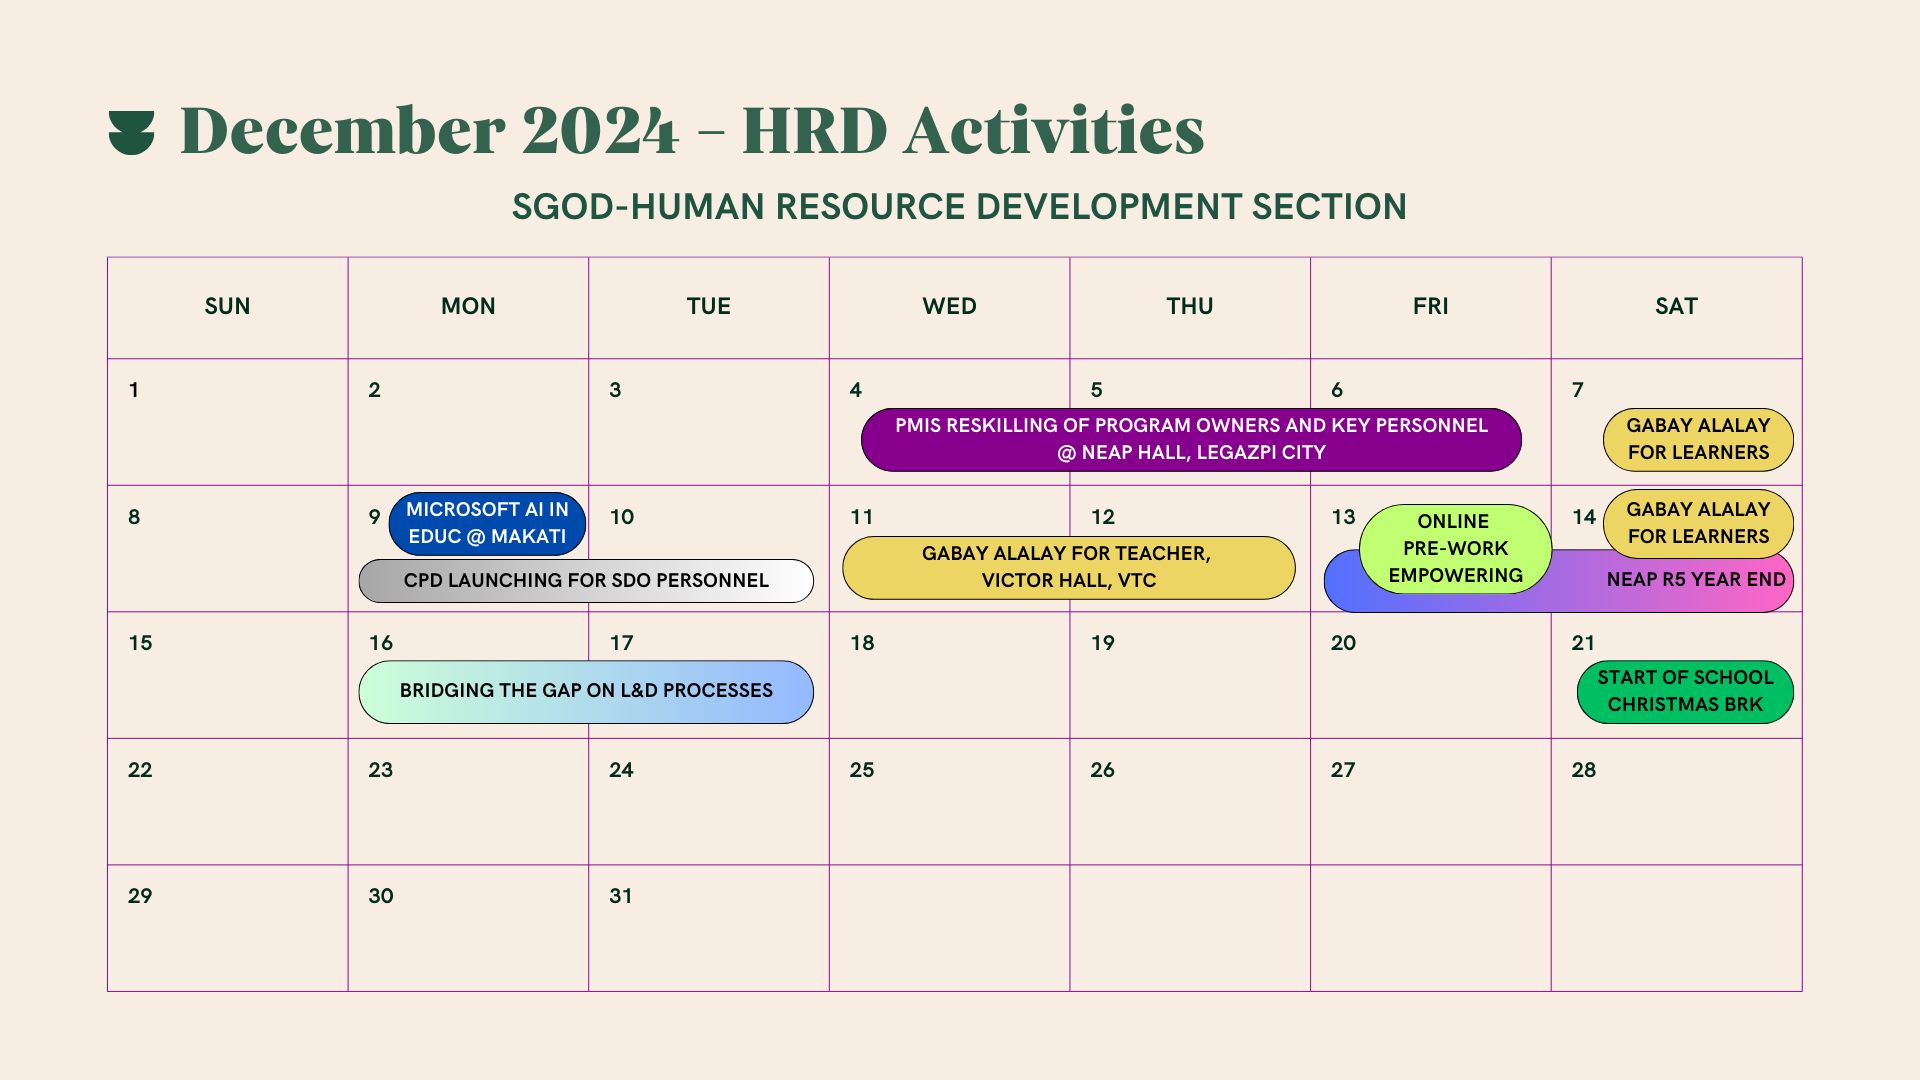 December 2024 – HRD Activities
SGOD-HUMAN RESOURCE DEVELOPMENT SECTION
SUN MON TUE WED THU FRI SAT
1 2 3 4 5 6 7
PMIS RESKILLING OF PROGRAM OWNERS AND KEY PERSONNEL
@ NEAP HALL, LEGAZPI CITY
GABAY ALALAY
FOR LEARNERS
8 9 10 11 12 13 14
MICROSOFT AI IN
EDUC @ MAKATI
CPD LAUNCHING FOR SDO PERSONNEL
GABAY ALALAY FOR TEACHER,
VICTOR HALL, VTC
ONLINE
PRE-WORK
EMPOWERING
GABAY ALALAY
FOR LEARNERS
NEAP R5 YEAR END
15 16 17 18 19 20 21
BRIDGING THE GAP ON L&D PROCESSES
START OF SCHOOL
CHRISTMAS BRK
22 23 24 25 26 27 28
29 30 31